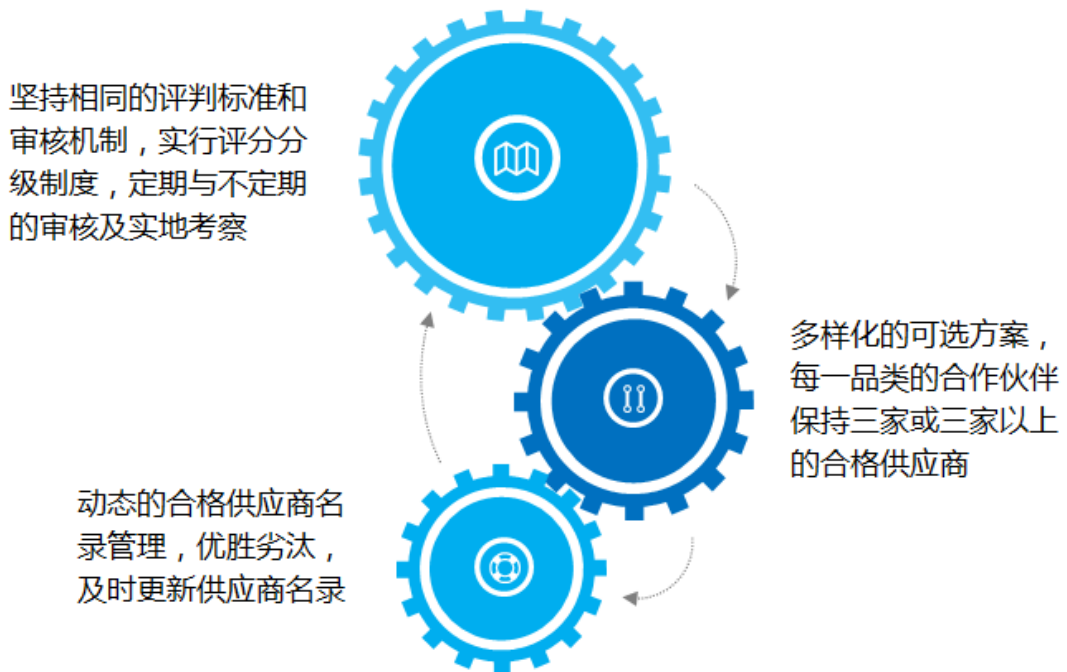 坚持相同的评判标准和
审核机制，实行评分分
级制度，定期与不定期
的审核及实地考察
多样化的可选方案，
每一品类的合作伙伴
保持三家或三家以上
的合格供应商
动态的合格供应商名
录管理，优胜劣汰，
及时更新供应商名录